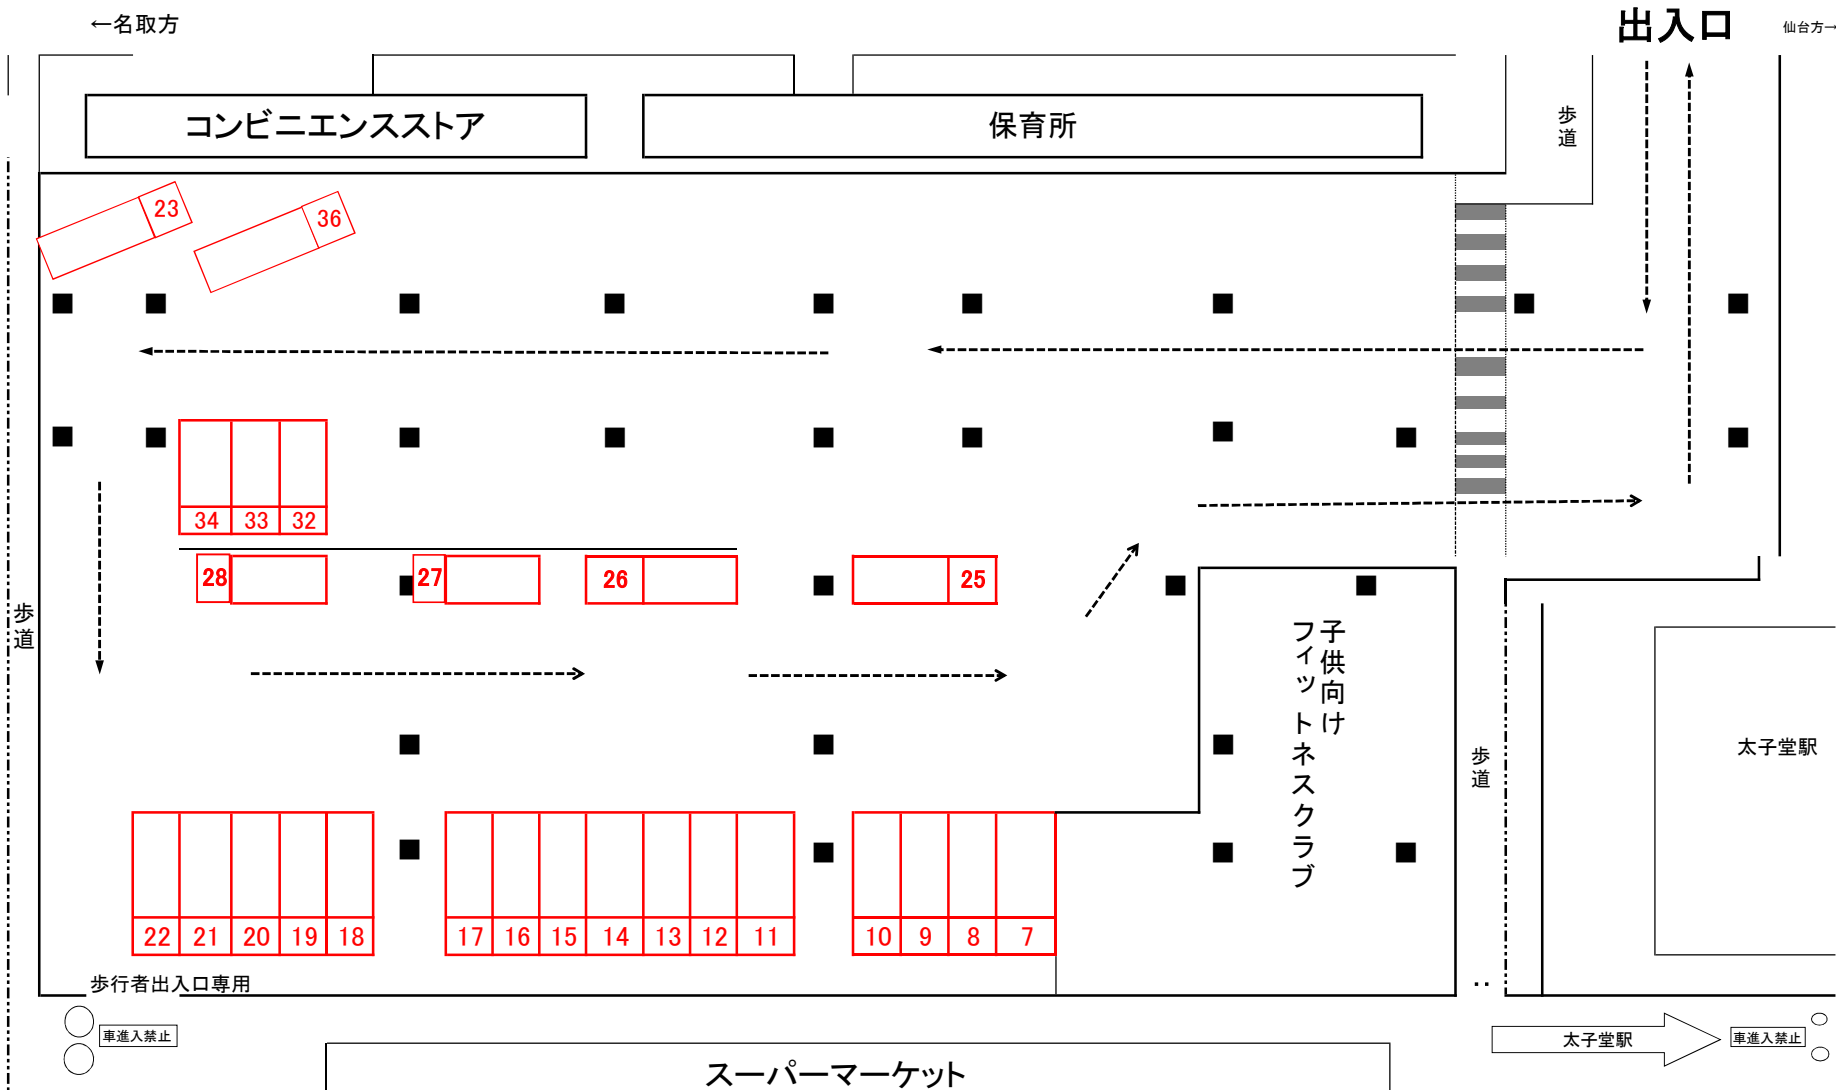 ←名取方
出入口
仙台方→
コンビニエンスストア
保育所
歩道
23
36
34 33 32
28
27
26
25
歩道
子供向け
フィットネスクラブ
歩道
太子堂駅
22 21 20 19 18
17 16 15 14 13 12 11
10 9 8 7
歩行者出入口専用
車進入禁止
太子堂駅
車進入禁止
スーパーマーケット